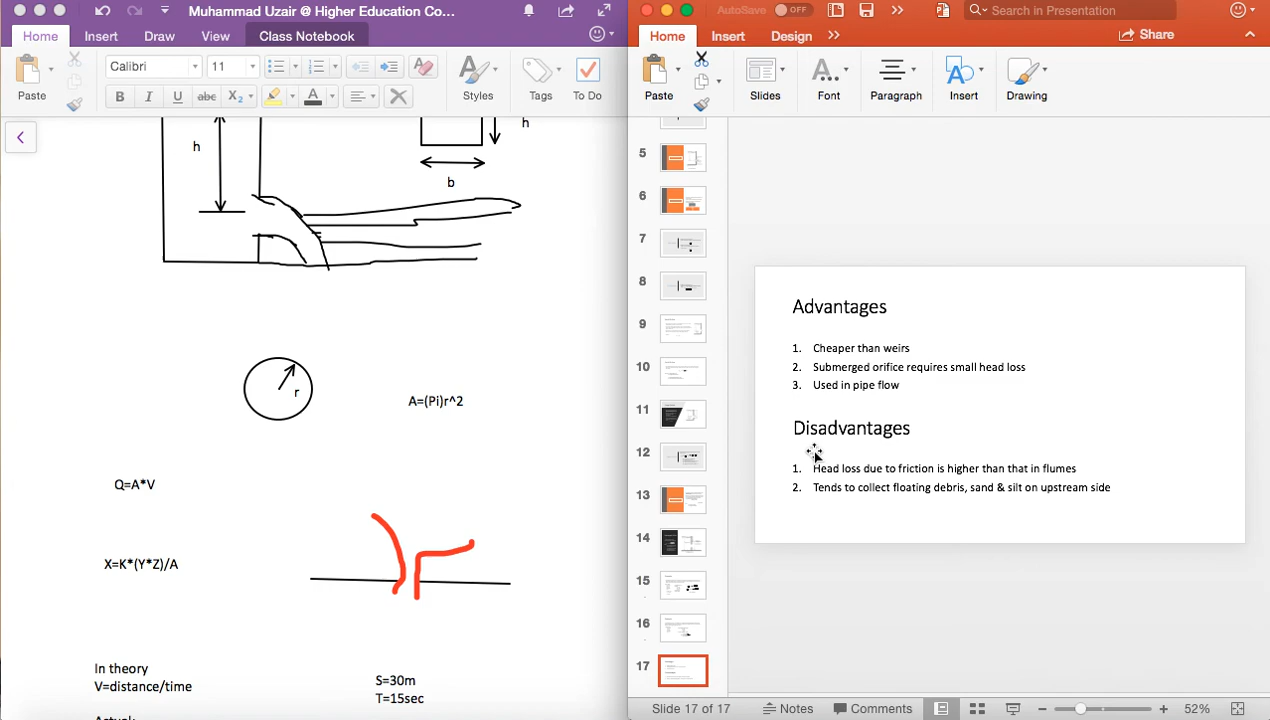 Muhammad Uzair @ Higher Education Co...
Home Insert Draw View Class Notebook
Calibri 11
Paste
B I U abc X₂ A
Styles Tags To Do
h
h
b
r
A=(Pi)r^2
Q=A*V
X=K*(Y*Z)/A
In theory
V=distance/time
S=30m
T=15sec
AutoSave OFF
Search in Presentation
Home Insert Design Share
Paste Slides Font Paragraph Insert Drawing
5
6
7
8
9
10
11
12
13
14
15
16
17
Advantages
1. Cheaper than weirs
2. Submerged orifice requires small head loss
3. Used in pipe flow
Disadvantages
1. Head loss due to friction is higher than that in flumes
2. Tends to collect floating debris, sand & silt on upstream side
Slide 17 of 17 Notes Comments 52%